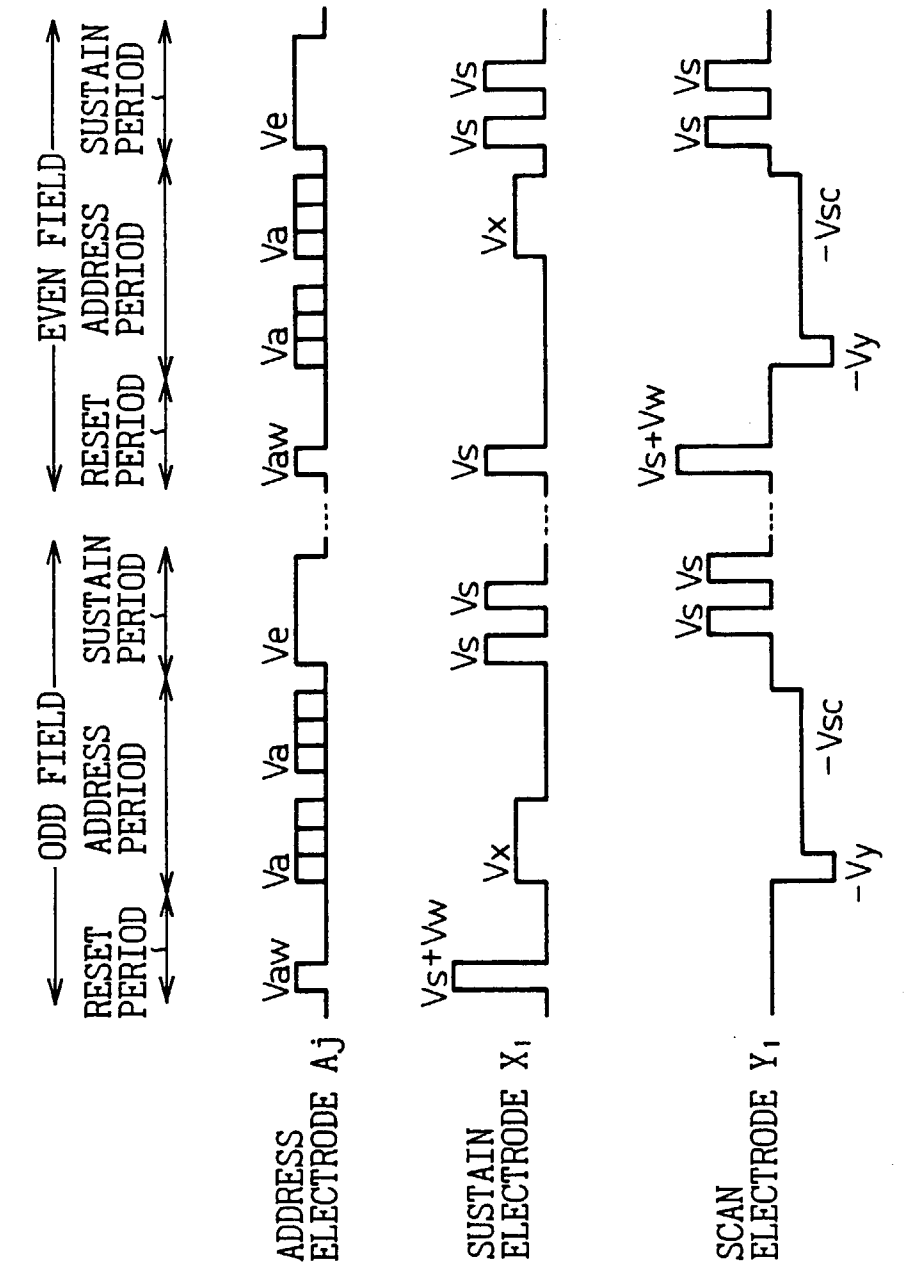 ODD FIELD
EVEN FIELD
RESET
PERIOD
ADDRESS
PERIOD
SUSTAIN
PERIOD
RESET
PERIOD
ADDRESS
PERIOD
SUSTAIN
PERIOD
ADDRESS
ELECTRODE Aj
Vaw
Va
Va
Ve
Vaw
Va
Va
Ve
SUSTAIN
ELECTRODE X1
Vs+Vw
Vx
Vs
Vs
Vs
Vx
Vs
Vs
SCAN
ELECTRODE Y1
-Vy
-Vsc
Vs
Vs
Vs+Vw
-Vy
-Vsc
Vs
Vs